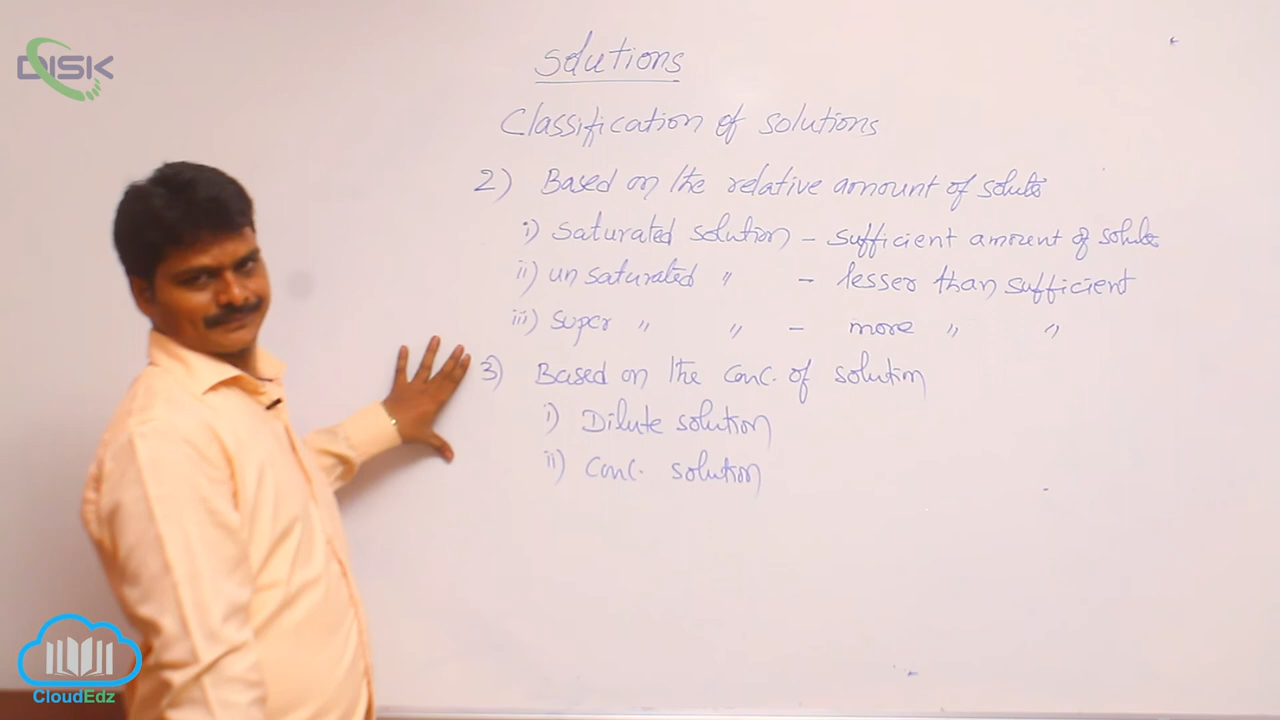 DISK
Solutions
Classification of solutions
2) Based on the relative amount of solute
i) Saturated solution - sufficient amount of solute
ii) un saturated " - lesser than sufficient
iii) super " " - more " "
3) Based on the conc. of solution
i) Dilute solution
ii) Conc. solution
CloudEdz